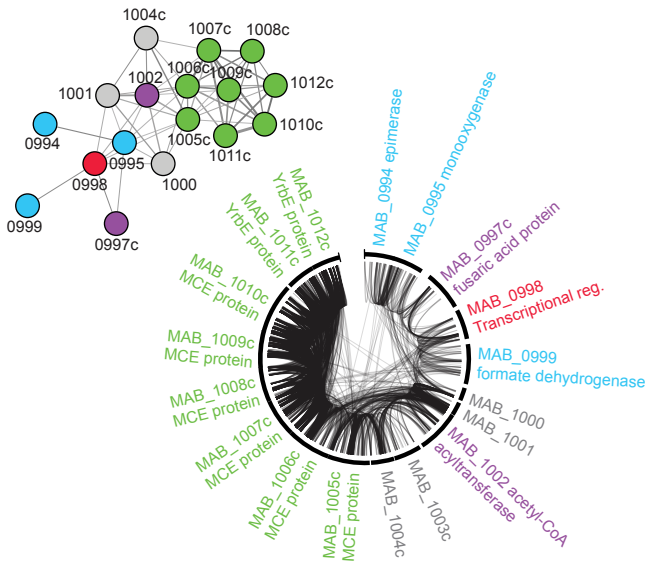 1004c
1007c
1008c
1006c
1009c
1012c
1001
1002
1010c
1005c
1011c
0994
0995
0998
1000
0999
0997c
MAB_0994 epimerase
MAB_0995 monooxygenase
MAB_0997c
fusaric acid protein
MAB_0998
Transcriptional reg.
MAB_0999
formate dehydrogenase
MAB_1000
MAB_1001
MAB_1002 acetyl-CoA
acyltransferase
MAB_1003c
MAB_1004c
MAB_1005c
MCE protein
MAB_1006c
MCE protein
MAB_1007c
MCE protein
MAB_1008c
MCE protein
MAB_1009c
MCE protein
MAB_1010c
MCE protein
MAB_1011c
YrbE protein
MAB_1012c
YrbE protein